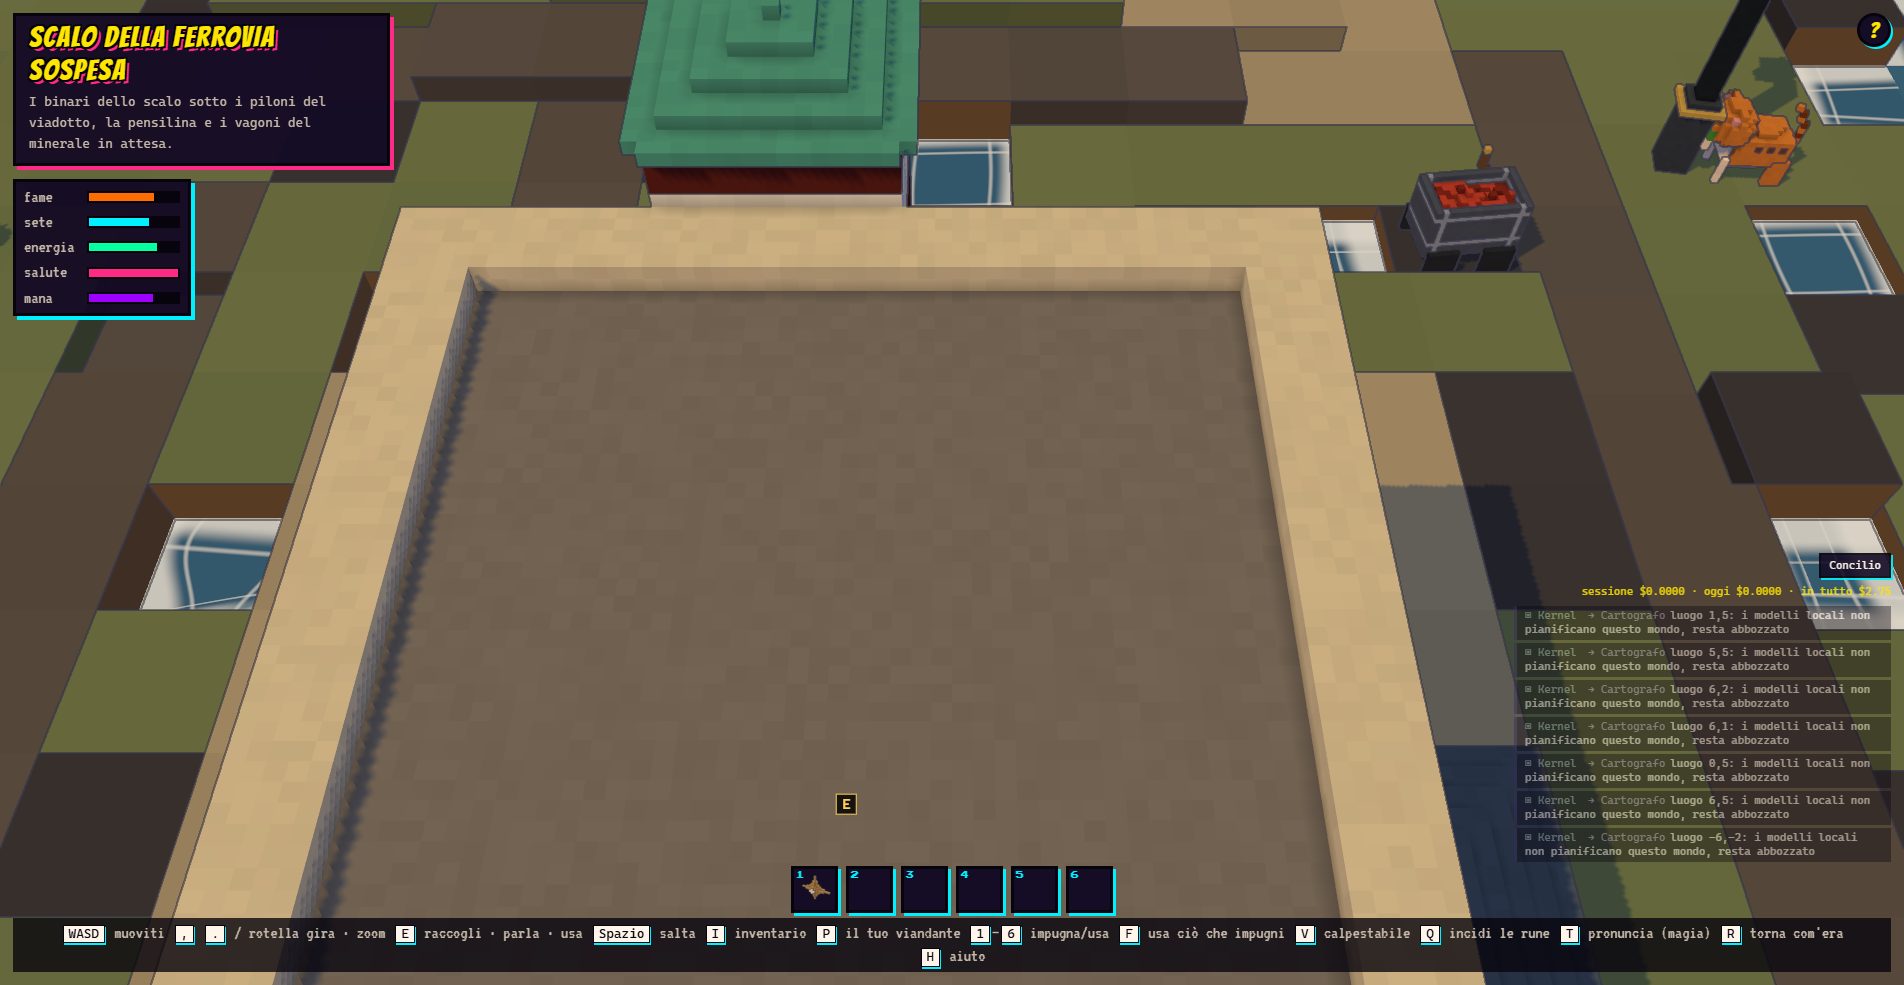 SCALO DELLA FERROVIA
SOSPESA
I binari dello scalo sotto i piloni del
viadotto, la pensilina e i vagoni del
minerale in attesa.
fame
sete
energia
salute
mana
?
Concilio
sessione $0.0000 · oggi $0.0000 · in tutto
Kernel → Cartografo luogo 1,5: i modelli locali non
pianificano questo mondo, resta abbozzato
Kernel → Cartografo luogo 5,5: i modelli locali non
pianificano questo mondo, resta abbozzato
Kernel → Cartografo luogo 6,2: i modelli locali non
pianificano questo mondo, resta abbozzato
Kernel → Cartografo luogo 6,1: i modelli locali non
pianificano questo mondo, resta abbozzato
Kernel → Cartografo luogo 0,5: i modelli locali non
pianificano questo mondo, resta abbozzato
Kernel → Cartografo luogo 6,5: i modelli locali non
pianificano questo mondo, resta abbozzato
Kernel → Cartografo luogo -6,-2: i modelli locali
non pianificano questo mondo, resta abbozzato
E
1 2 3 4 5 6
WASD muoviti , . / rotella gira · zoom E raccogli · parla · usa Spazio salta I inventario P il tuo viandante 1-6 impugna/usa F usa ciò che impugni V calpestabile Q incidi le rune T pronuncia (magia) R torna com'era
H aiuto